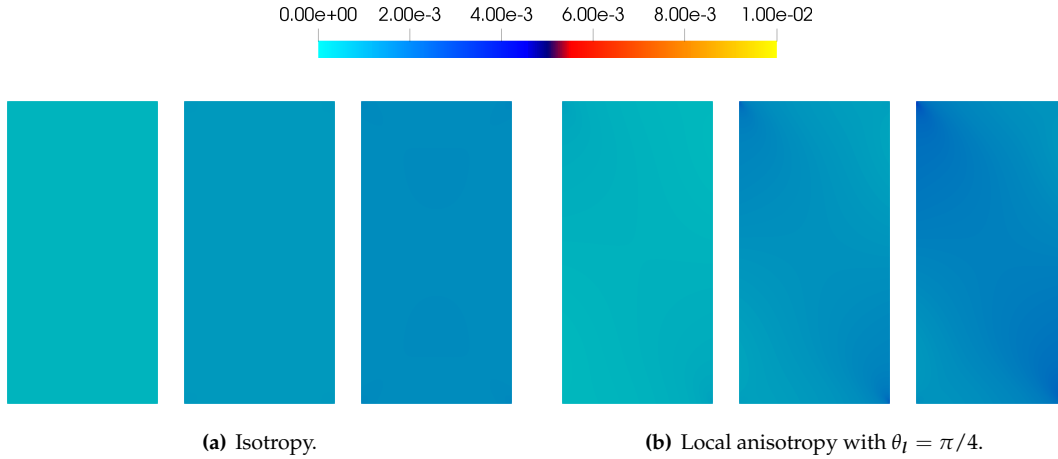 0.00e+00 2.00e-3 4.00e-3 6.00e-3 8.00e-3 1.00e-02
(a) Isotropy. (b) Local anisotropy with θ_l = π/4.